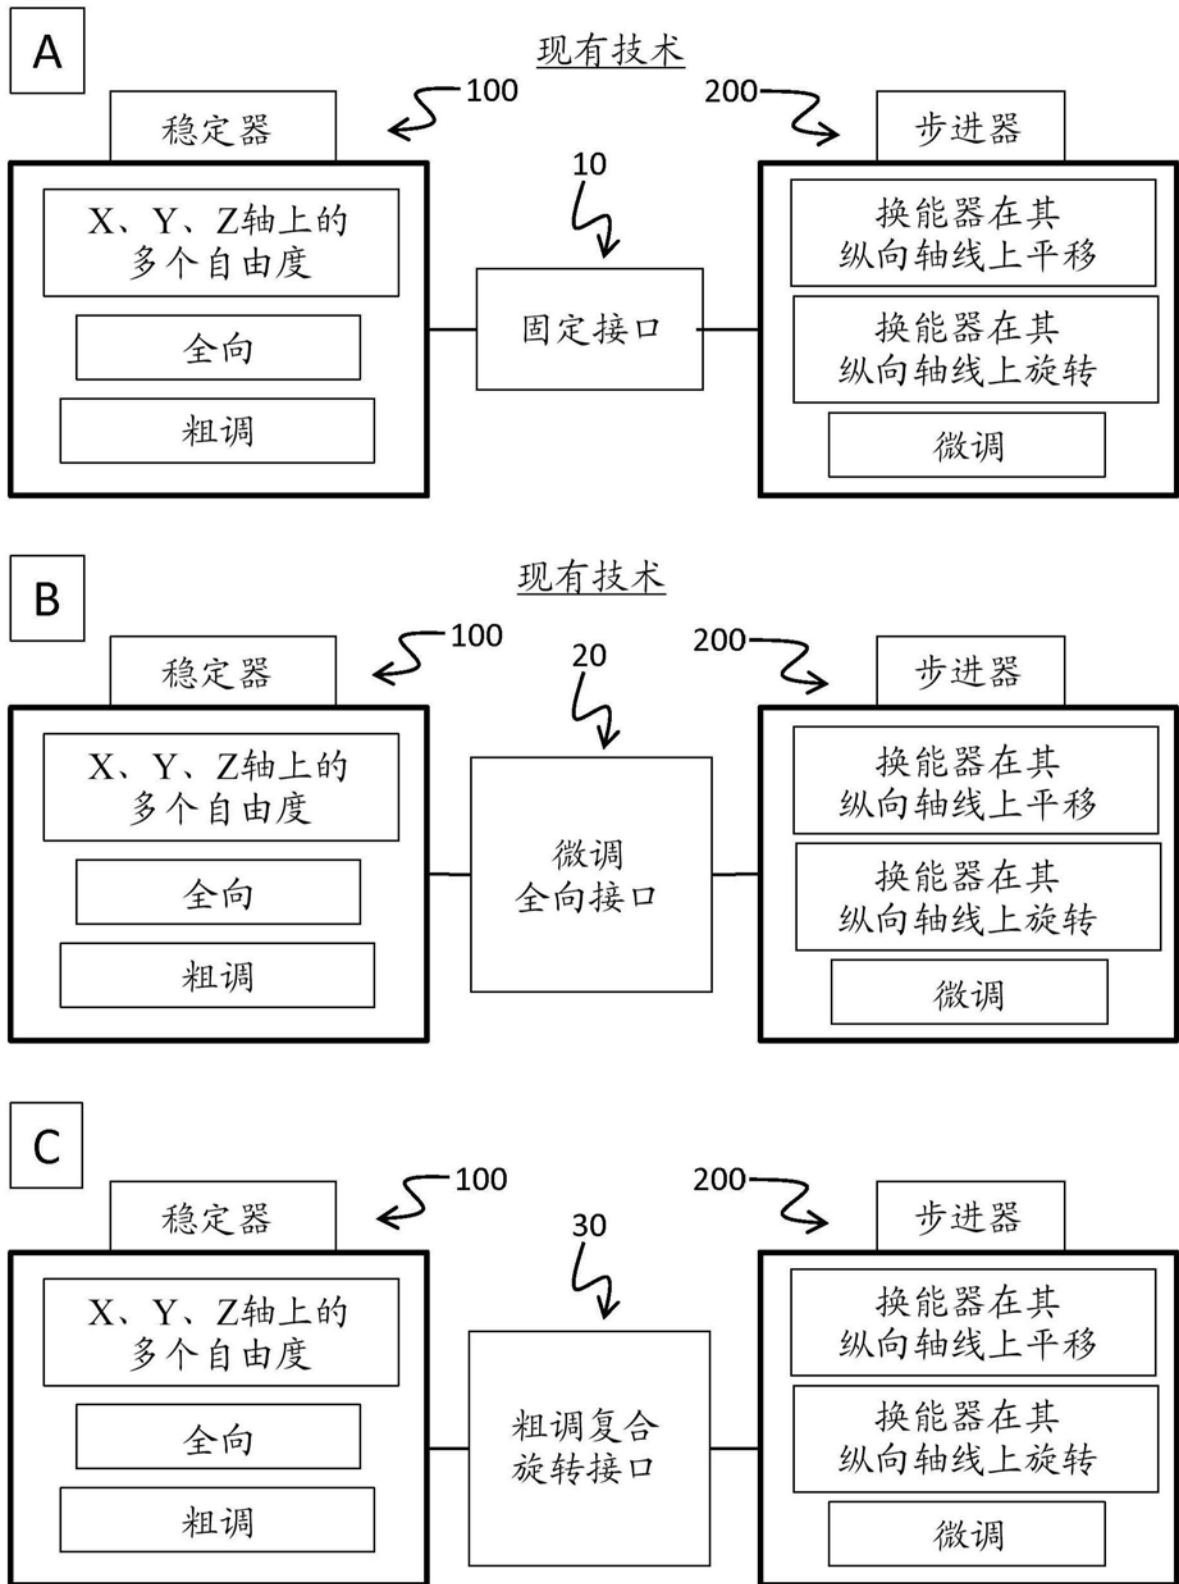 A
现有技术
100
200
稳定器
步进器
10
X、Y、Z轴上的
多个自由度
全向
粗调
固定接口
换能器在其
纵向轴线上平移
换能器在其
纵向轴线上旋转
微调
B
现有技术
100
200
稳定器
步进器
20
X、Y、Z轴上的
多个自由度
全向
粗调
微调
全向接口
换能器在其
纵向轴线上平移
换能器在其
纵向轴线上旋转
微调
C
100
200
稳定器
步进器
30
X、Y、Z轴上的
多个自由度
全向
粗调
粗调复合
旋转接口
换能器在其
纵向轴线上平移
换能器在其
纵向轴线上旋转
微调